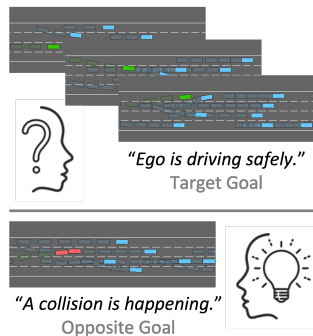 “Ego is driving safely.”
Target Goal
“A collision is happening.”
Opposite Goal